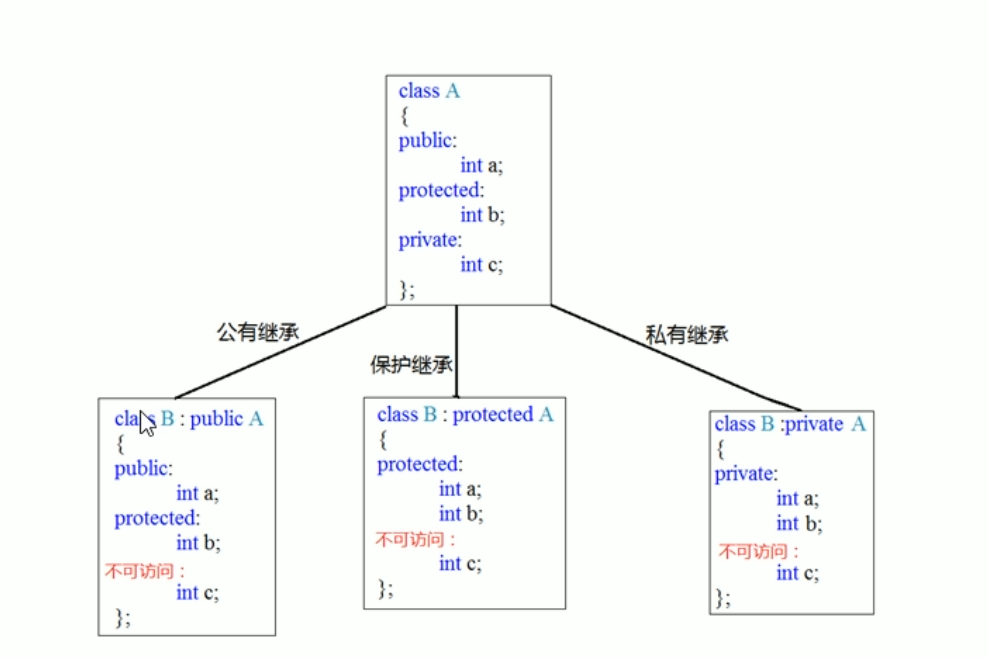 class A
{
public:
int a;
protected:
int b;
private:
int c;
};
公有继承
保护继承
私有继承
class B : public A
{
public:
int a;
protected:
int b;
不可访问：
int c;
};
class B : protected A
{
protected:
int a;
int b;
不可访问：
int c;
};
class B :private A
{
private:
int a;
int b;
不可访问：
int c;
};